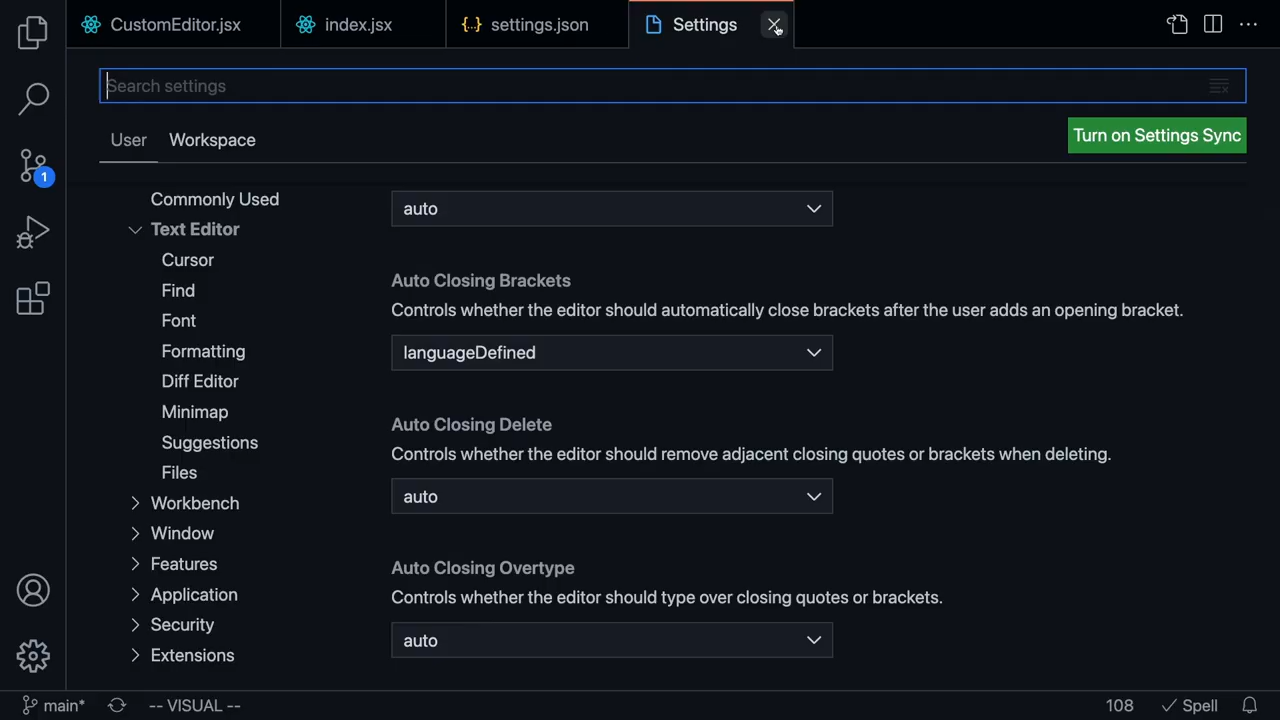 CustomEditor.jsx
index.jsx
{..} settings.json
Settings
Search settings
User
Workspace
Turn on Settings Sync
1
Commonly Used
Text Editor
Cursor
Find
Font
Formatting
Diff Editor
Minimap
Suggestions
Files
Workbench
Window
Features
Application
Security
Extensions
auto
Auto Closing Brackets
Controls whether the editor should automatically close brackets after the user adds an opening bracket.
languageDefined
Auto Closing Delete
Controls whether the editor should remove adjacent closing quotes or brackets when deleting.
auto
Auto Closing Overtype
Controls whether the editor should type over closing quotes or brackets.
auto
main*
-- VISUAL --
108
Spell